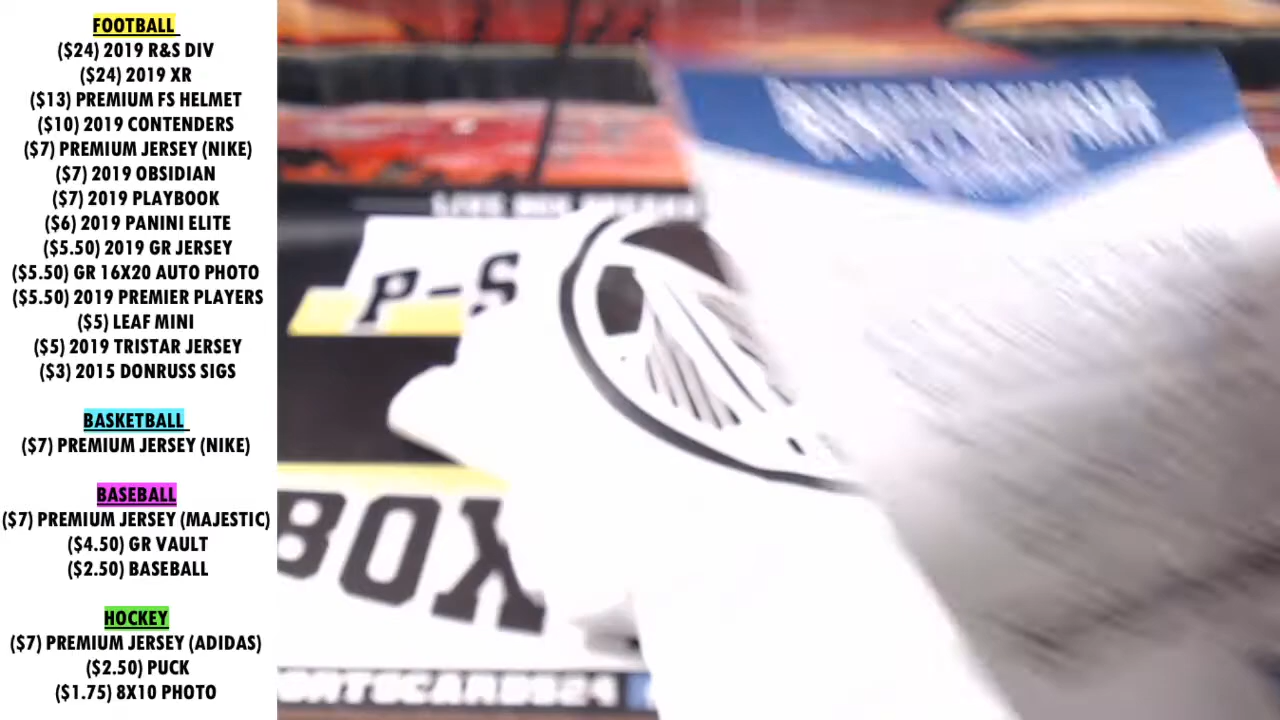 FOOTBALL
($24) 2019 R&S DIV
($24) 2019 XR
($13) PREMIUM FS HELMET
($10) 2019 CONTENDERS
($7) PREMIUM JERSEY (NIKE)
($7) 2019 OBSIDIAN
($7) 2019 PLAYBOOK
($6) 2019 PANINI ELITE
($5.50) 2019 GR JERSEY
($5.50) GR 16X20 AUTO PHOTO
($5.50) 2019 PREMIER PLAYERS
($5) LEAF MINI
($5) 2019 TRISTAR JERSEY
($3) 2015 DONRUSS SIGS
BASKETBALL
($7) PREMIUM JERSEY (NIKE)
BASEBALL
($7) PREMIUM JERSEY (MAJESTIC)
($4.50) GR VAULT
($2.50) BASEBALL
HOCKEY
($7) PREMIUM JERSEY (ADIDAS)
($2.50) PUCK
($1.75) 8X10 PHOTO
LIVE BOX BREAKS
P-S
BOX
ORTSCARDS24